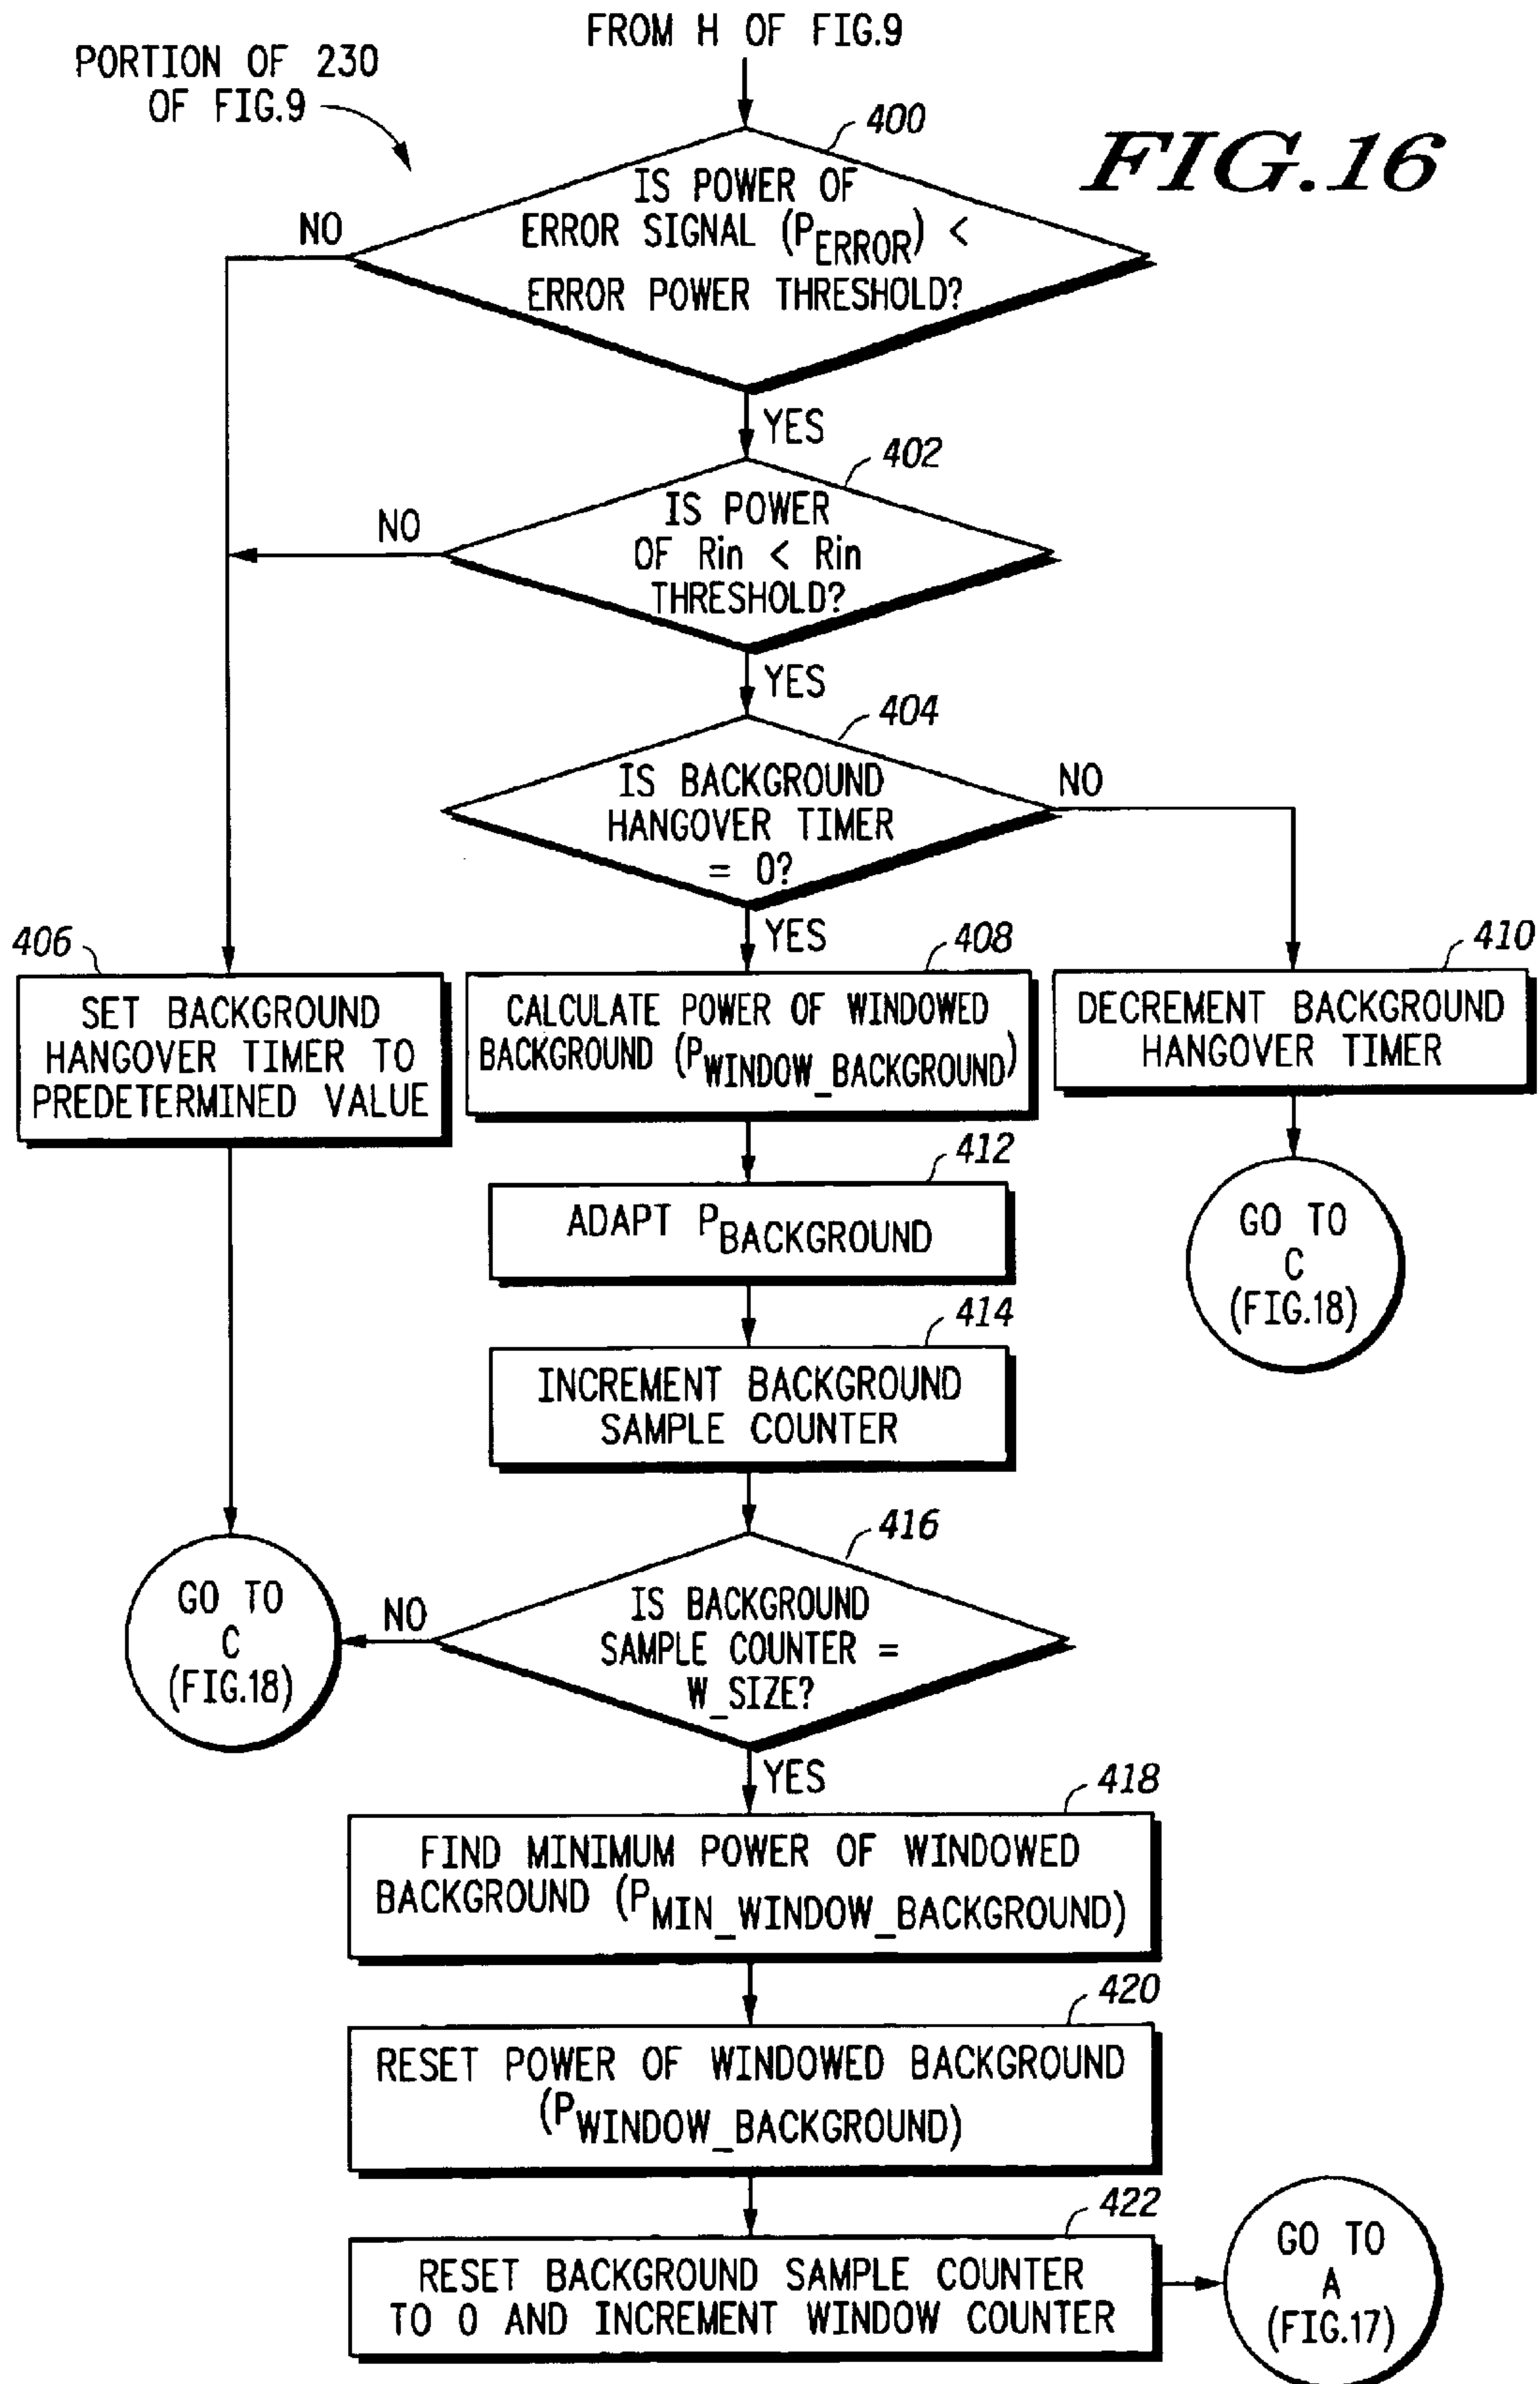 FROM H OF FIG.9
PORTION OF 230
OF FIG.9
FIG.16
400
IS POWER OF
ERROR SIGNAL (PERROR) <
ERROR POWER THRESHOLD?
NO
YES
402
IS POWER
OF Rin < Rin
THRESHOLD?
NO
YES
404
IS BACKGROUND
HANGOVER TIMER
= 0?
NO
YES
406
SET BACKGROUND
HANGOVER TIMER TO
PREDETERMINED VALUE
408
CALCULATE POWER OF WINDOWED
BACKGROUND (PWINDOW_BACKGROUND)
410
DECREMENT BACKGROUND
HANGOVER TIMER
GO TO
C
(FIG.18)
412
ADAPT PBACKGROUND
414
INCREMENT BACKGROUND
SAMPLE COUNTER
416
IS BACKGROUND
SAMPLE COUNTER =
W_SIZE?
NO
GO TO
C
(FIG.18)
YES
418
FIND MINIMUM POWER OF WINDOWED
BACKGROUND (PMIN_WINDOW_BACKGROUND)
420
RESET POWER OF WINDOWED BACKGROUND
(PWINDOW_BACKGROUND)
422
RESET BACKGROUND SAMPLE COUNTER
TO 0 AND INCREMENT WINDOW COUNTER
GO TO
A
(FIG.17)